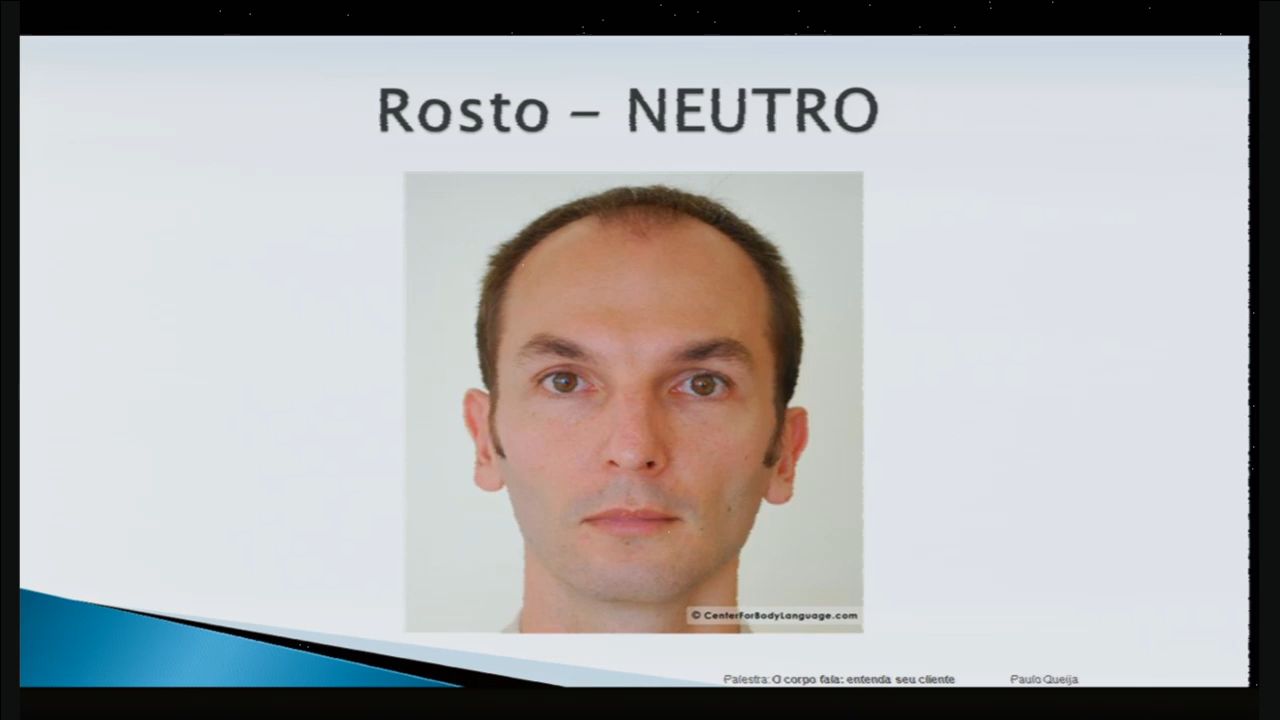 Rosto – NEUTRO
© CenterForBodyLanguage.com
Palestra: O corpo fala: entenda seu cliente Paulo Queija